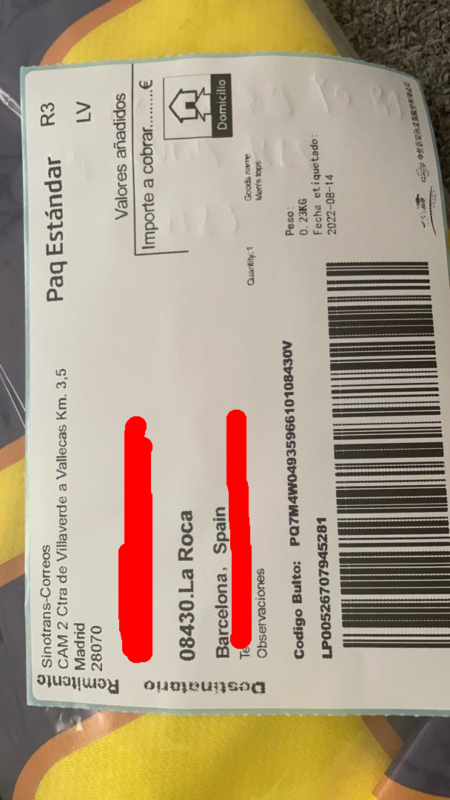 Remitente
Sinotrans-Correos
CAM 2 Ctra de Villaverde a Vallecas Km. 3,5
Madrid
28070
Paq Estándar
R3
LV
Valores añadidos
Importe a cobrar.........€
Domicilio
Destinatario
08430.La Roca
Barcelona, Spain
Te
Observaciones
Quantity:1
Goods name
Men's tops
Peso:
0.23KG
Fecha etiquetado:
2022-08-14
Codigo Bulto: PQ7M4W0493596610108430V
LP00526707945281